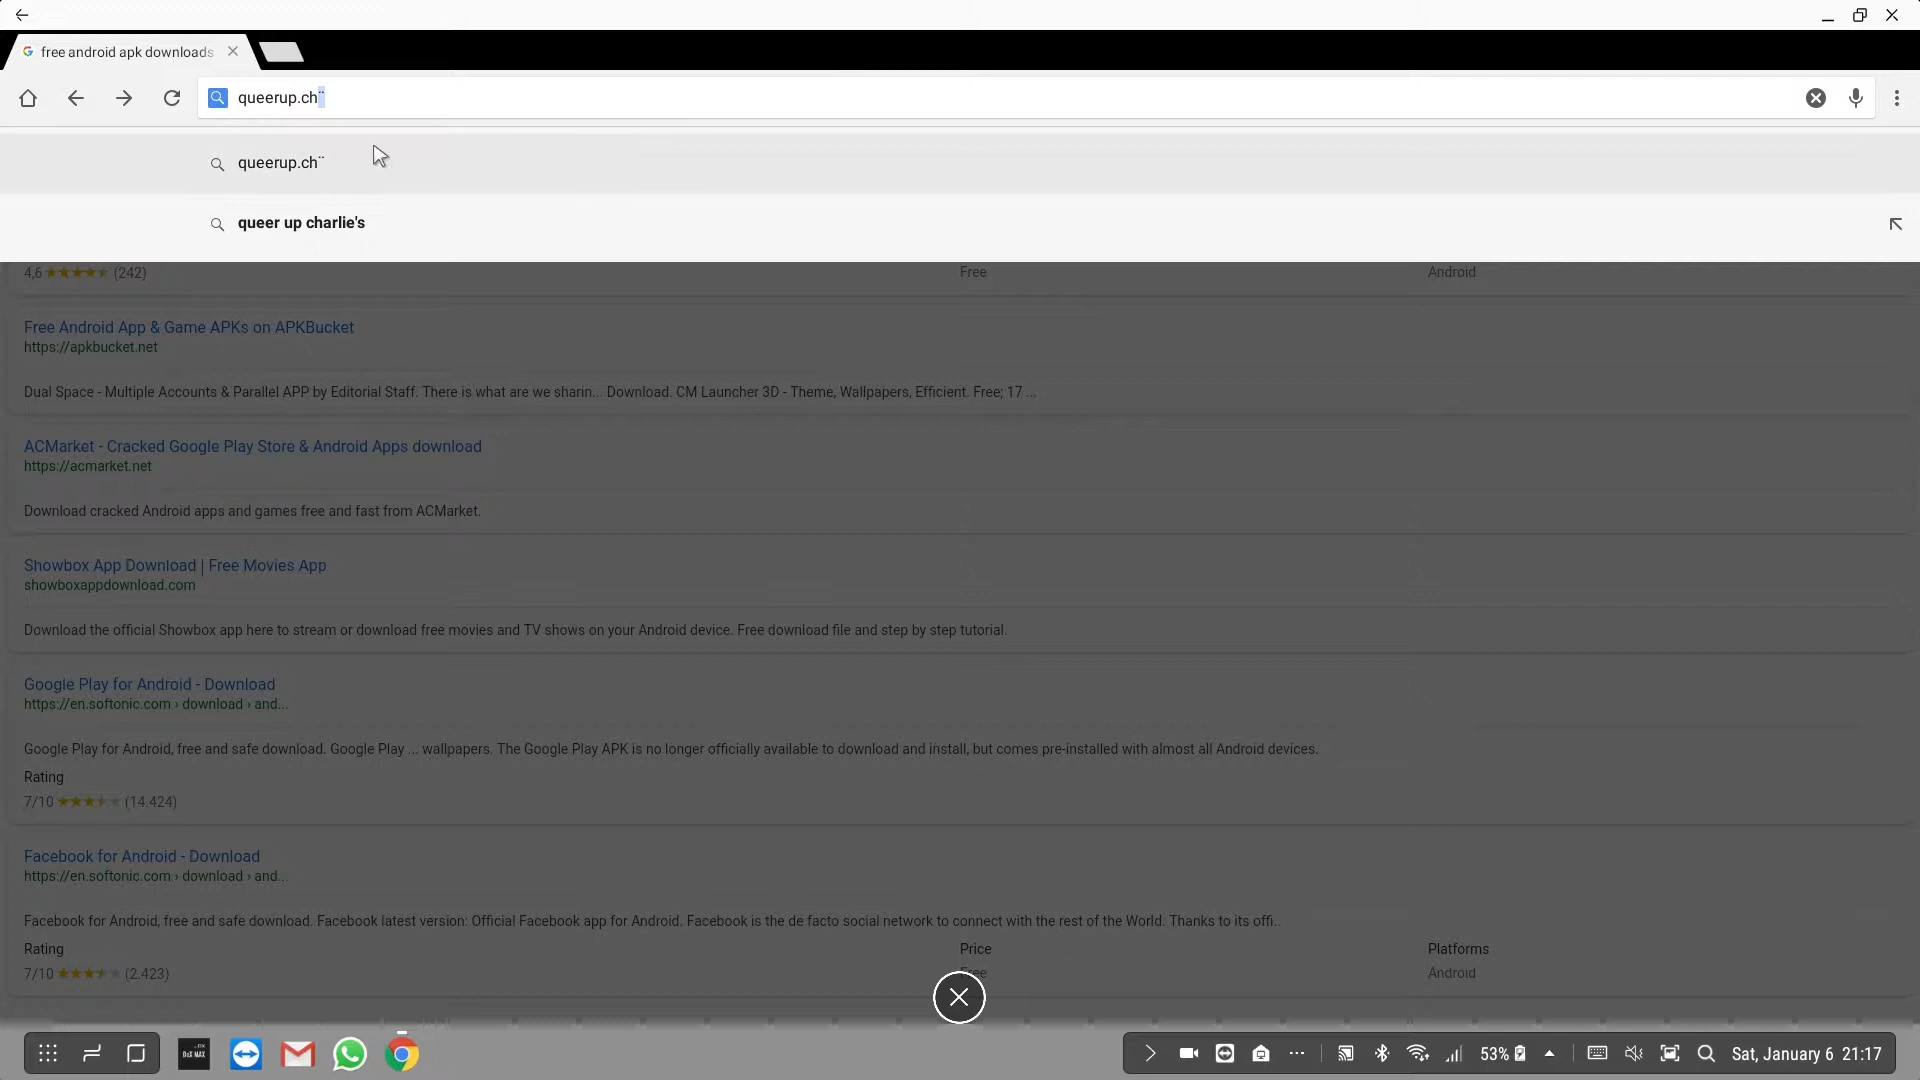 free android apk downloads
queerup.ch¨
queerup.ch¨
queer up charlie's
4,6 (242) Free Android
Free Android App & Game APKs on APKBucket
https://apkbucket.net
Dual Space - Multiple Accounts & Parallel APP by Editorial Staff. There is what are we sharin... Download. CM Launcher 3D - Theme, Wallpapers, Efficient. Free; 17 ...
ACMarket - Cracked Google Play Store & Android Apps download
https://acmarket.net
Download cracked Android apps and games free and fast from ACMarket.
Showbox App Download | Free Movies App
showboxappdownload.com
Download the official Showbox app here to stream or download free movies and TV shows on your Android device. Free download file and step by step tutorial.
Google Play for Android - Download
https://en.softonic.com › download › and...
Google Play for Android, free and safe download. Google Play ... wallpapers. The Google Play APK is no longer officially available to download and install, but comes pre-installed with almost all Android devices.
Rating
7/10 (14.424)
Facebook for Android - Download
https://en.softonic.com › download › and...
Facebook for Android, free and safe download. Facebook latest version: Official Facebook app for Android. Facebook is the de facto social network to connect with the rest of the World. Thanks to its offi..
Rating Price Platforms
7/10 (2.423) Free Android
53% Sat, January 6 21:17